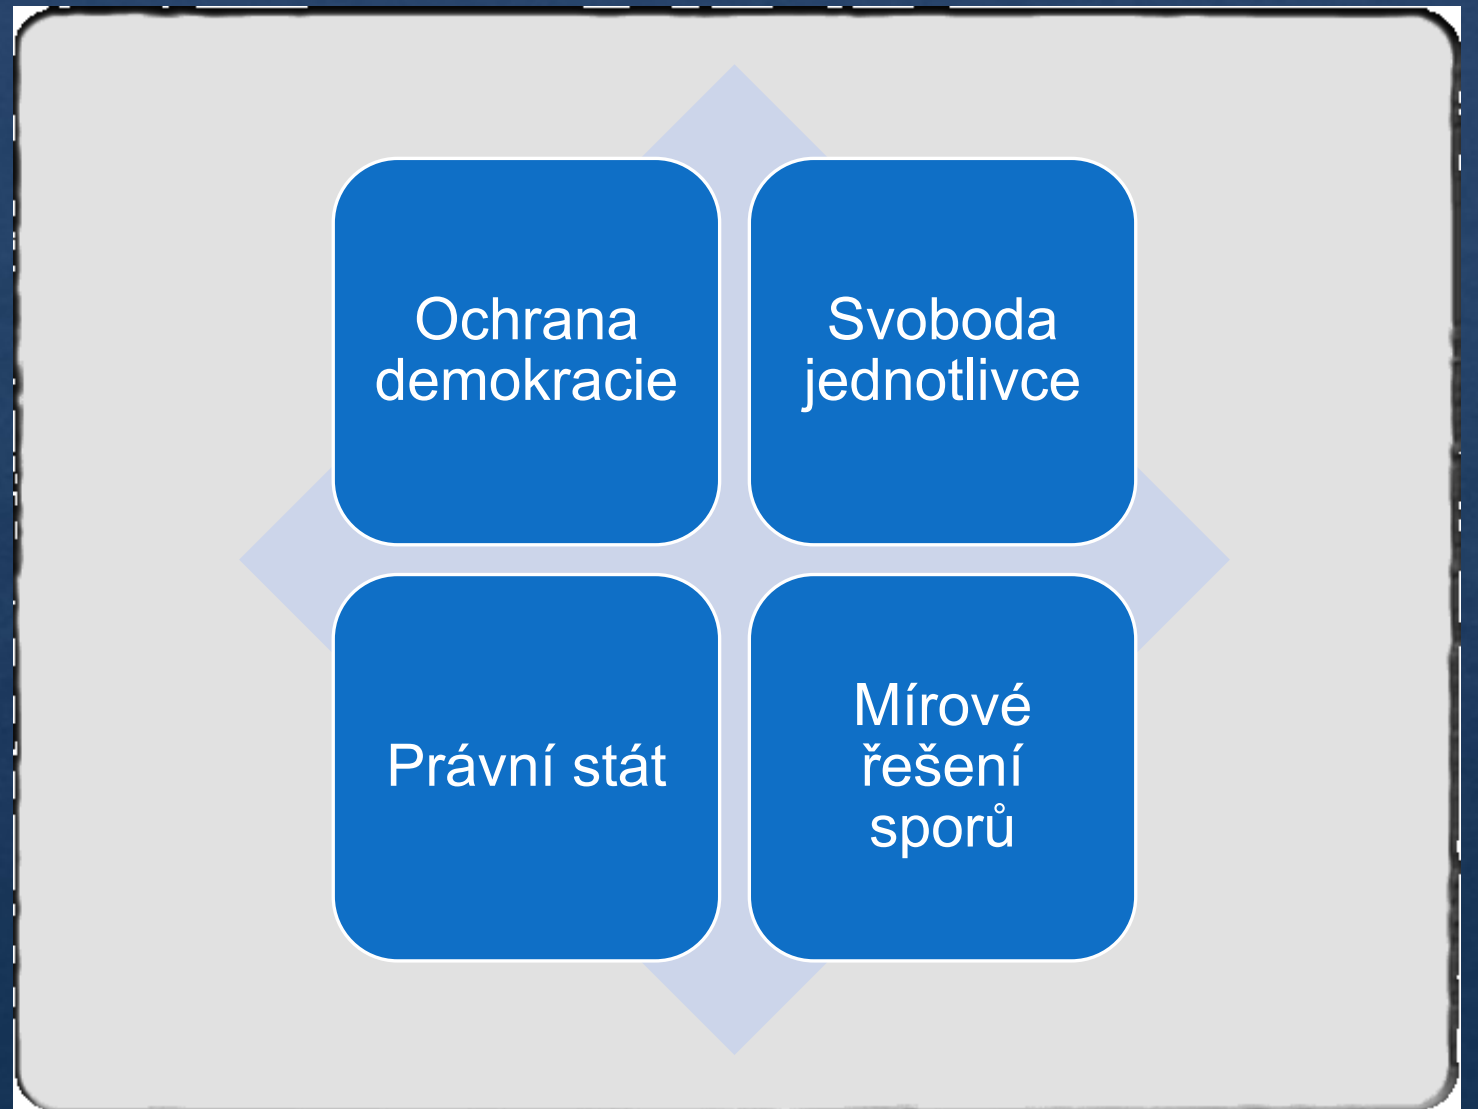 Ochrana
demokracie
Svoboda
jednotlivce
Právní stát
Mírové
řešení
sporů